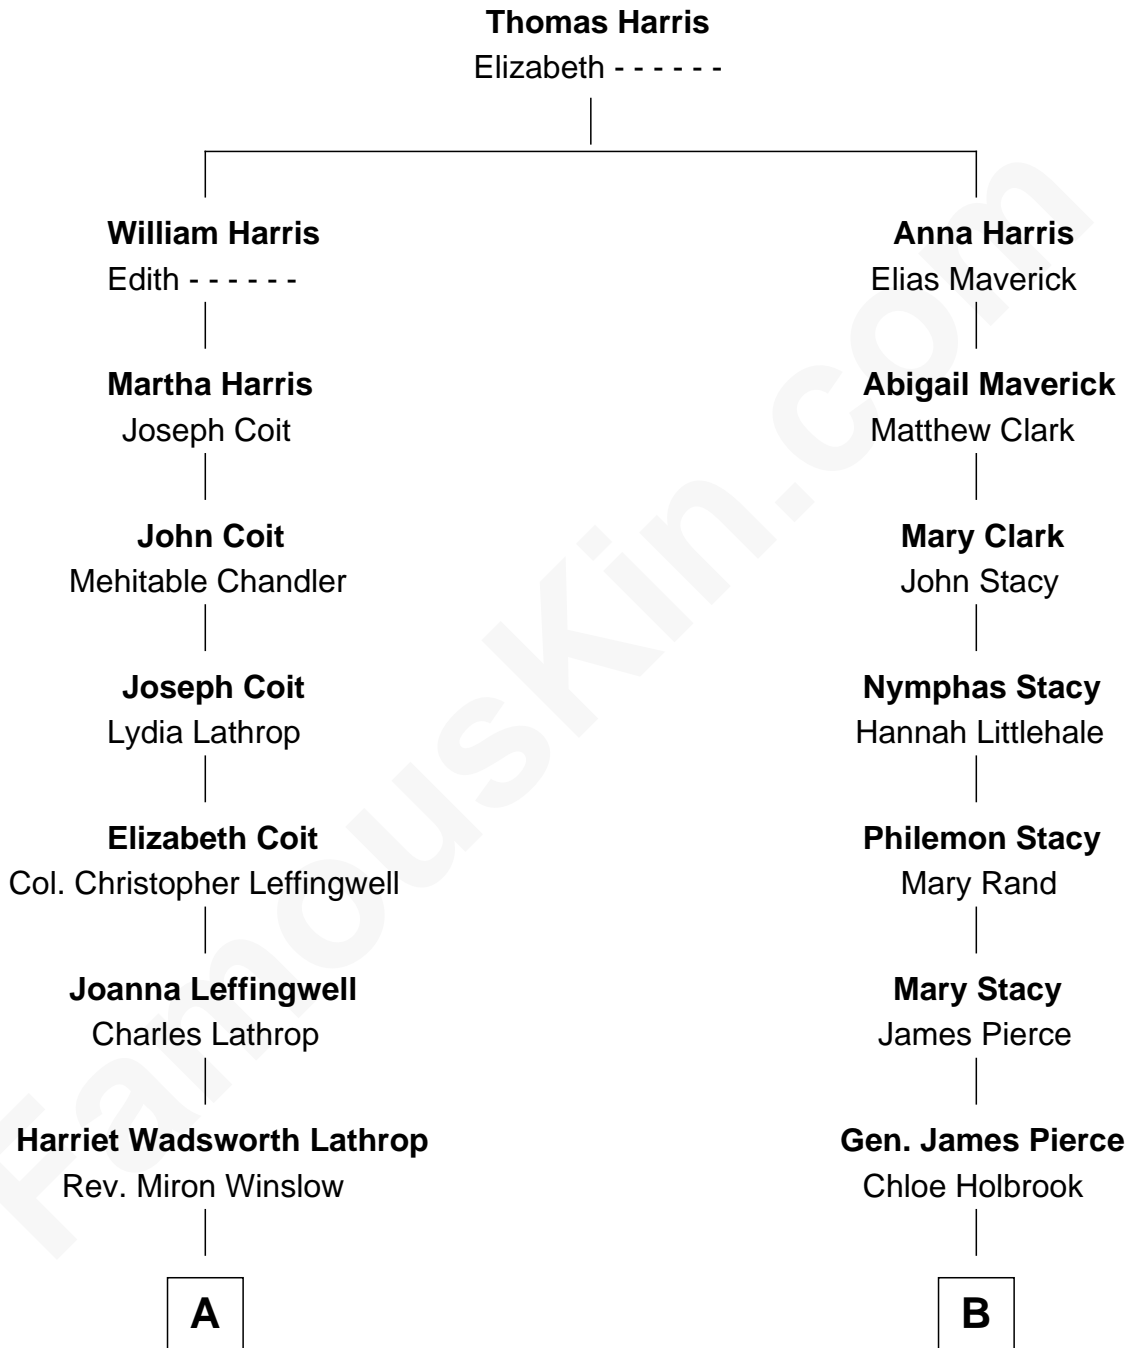 Thomas Harris
Elizabeth - - - - - -
William Harris
Edith - - - - - -
Anna Harris
Elias Maverick
Martha Harris
Joseph Coit
Abigail Maverick
Matthew Clark
John Coit
Mehitable Chandler
Mary Clark
John Stacy
Joseph Coit
Lydia Lathrop
Nymphas Stacy
Hannah Littlehale
Elizabeth Coit
Col. Christopher Leffingwell
Philemon Stacy
Mary Rand
Joanna Leffingwell
Charles Lathrop
Mary Stacy
James Pierce
Harriet Wadsworth Lathrop
Rev. Miron Winslow
Gen. James Pierce
Chloe Holbrook
A
B
FamousKin.com